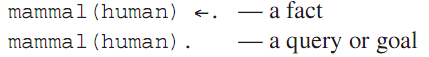 mammal(human) ←. — a fact
mammal(human). — a query or goal